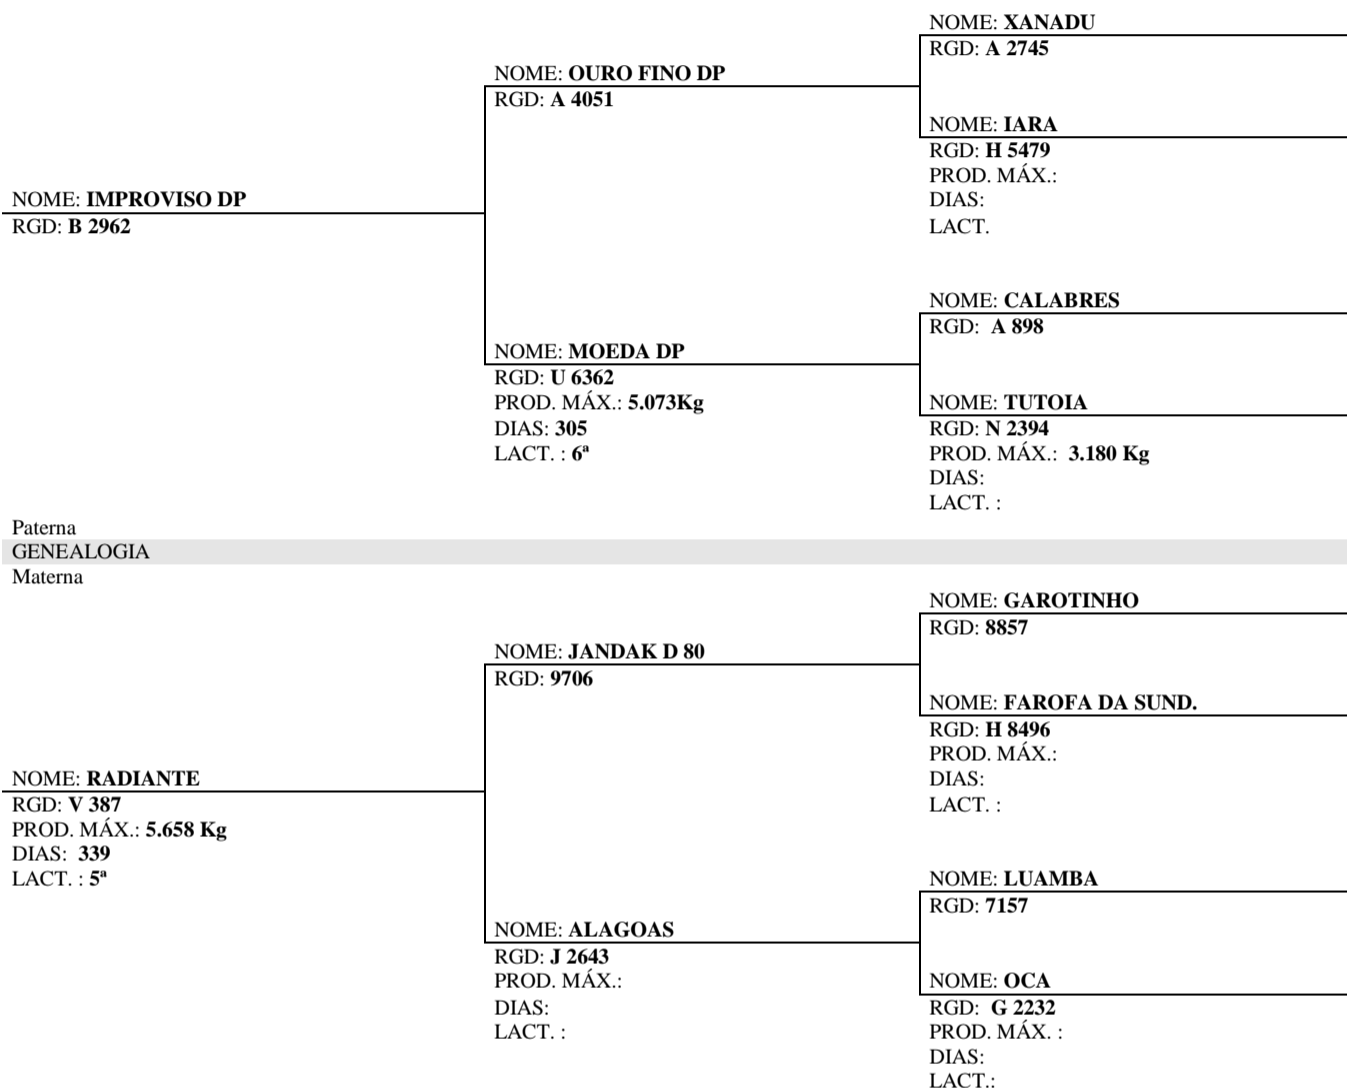 NOME: XANADU
RGD: A 2745
NOME: OURO FINO DP
RGD: A 4051
NOME: IARA
RGD: H 5479
PROD. MÁX.:
DIAS:
LACT.
NOME: IMPROVISO DP
RGD: B 2962
NOME: CALABRES
RGD: A 898
NOME: MOEDA DP
RGD: U 6362
PROD. MÁX.: 5.073Kg
DIAS: 305
LACT. : 6ª
NOME: TUTOIA
RGD: N 2394
PROD. MÁX.: 3.180 Kg
DIAS:
LACT. :
Paterna
GENEALOGIA
Materna
NOME: GAROTINHO
RGD: 8857
NOME: JANDAK D 80
RGD: 9706
NOME: FAROFA DA SUND.
RGD: H 8496
PROD. MÁX.:
DIAS:
LACT. :
NOME: RADIANTE
RGD: V 387
PROD. MÁX.: 5.658 Kg
DIAS: 339
LACT. : 5ª
NOME: LUAMBA
RGD: 7157
NOME: ALAGOAS
RGD: J 2643
PROD. MÁX.:
DIAS:
LACT. :
NOME: OCA
RGD: G 2232
PROD. MÁX. :
DIAS:
LACT.: